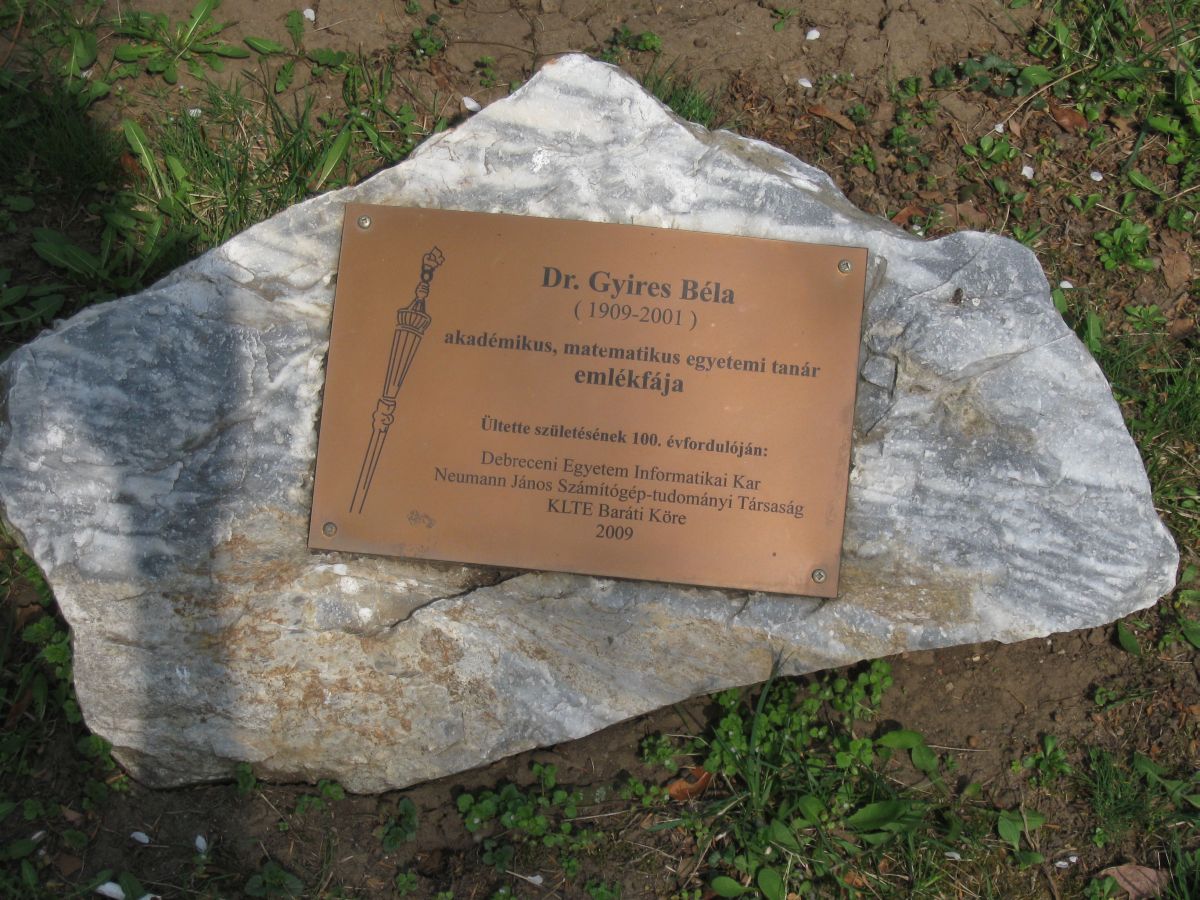 Dr. Gyires Béla
( 1909-2001 )
akadémikus, matematikus egyetemi tanár
emlékfája
Ültette születésének 100. évfordulóján:
Debreceni Egyetem Informatikai Kar
Neumann János Számítógép-tudományi Társaság
KLTE Baráti Köre
2009